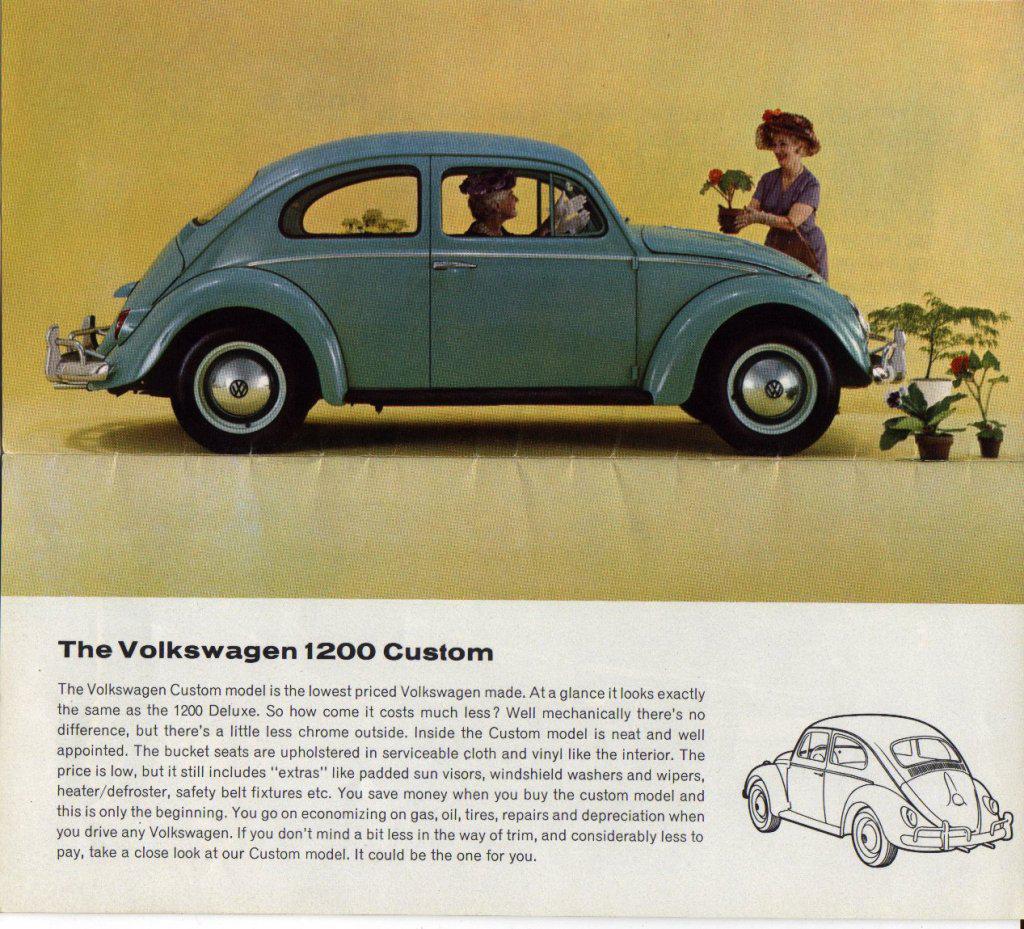 The Volkswagen 1200 Custom
The Volkswagen Custom model is the lowest priced Volkswagen made. At a glance it looks exactly
the same as the 1200 Deluxe. So how come it costs much less? Well mechanically there's no
difference, but there's a little less chrome outside. Inside the Custom model is neat and well
appointed. The bucket seats are upholstered in serviceable cloth and vinyl like the interior. The
price is low, but it still includes "extras" like padded sun visors, windshield washers and wipers,
heater/defroster, safety belt fixtures etc. You save money when you buy the custom model and
this is only the beginning. You go on economizing on gas, oil, tires, repairs and depreciation when
you drive any Volkswagen. If you don't mind a bit less in the way of trim, and considerably less to
pay, take a close look at our Custom model. It could be the one for you.